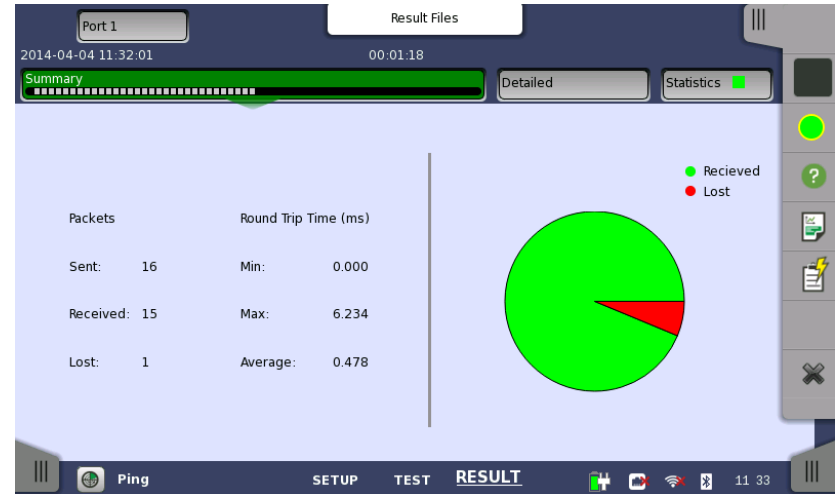 Port 1
Result Files
2014-04-04 11:32:01
00:01:18
Summary
Detailed
Statistics
Recieved
Lost
Packets
Round Trip Time (ms)
Sent: 16
Min: 0.000
Received: 15
Max: 6.234
Lost: 1
Average: 0.478
?
Ping
SETUP
TEST
RESULT
11 33